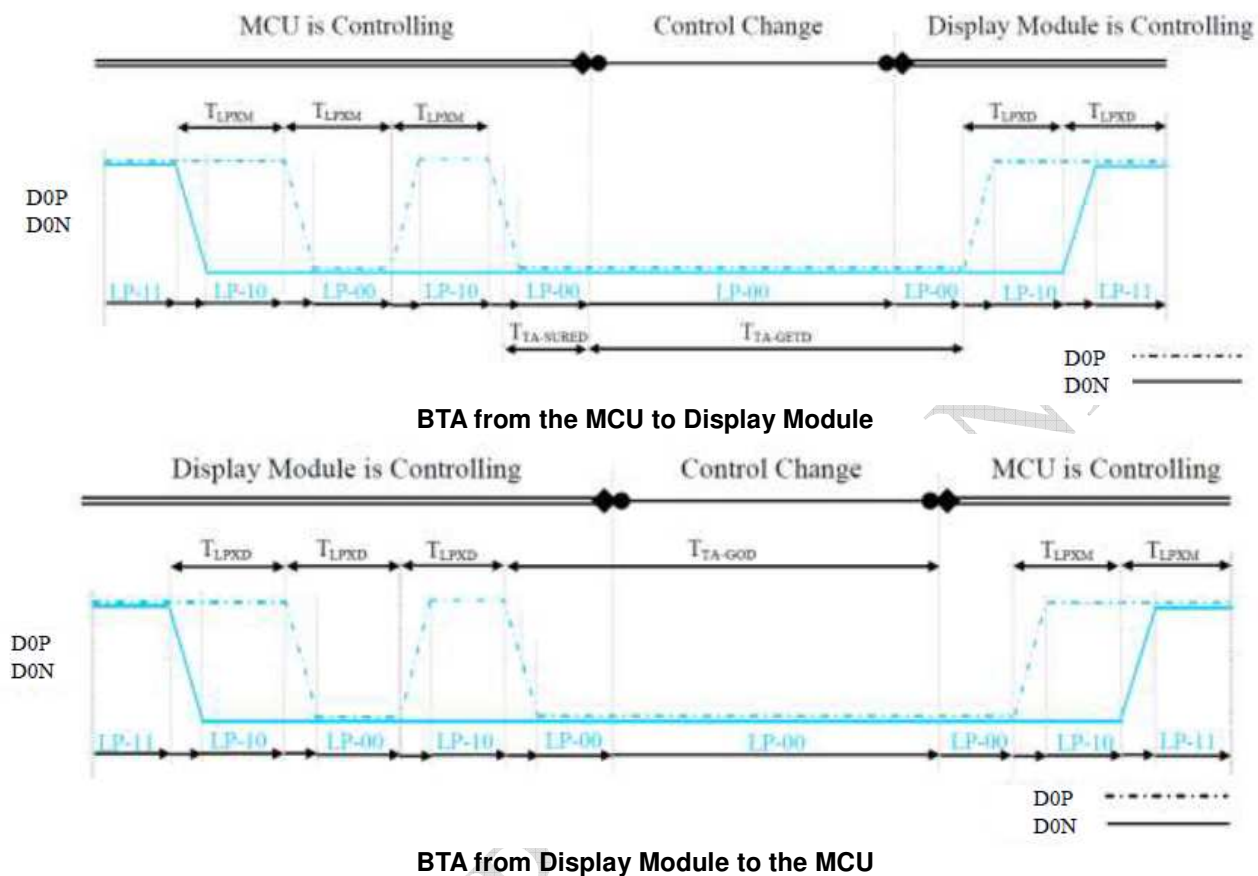 MCU is Controlling Control Change Display Module is Controlling
TLPXM TLPXM TLPXM TLPXD TLPXD
D0P
D0N
LP-11 LP-10 LP-00 LP-10 LP-00 LP-00 LP-00 LP-10 LP-11
TTA-SURED TTA-GETD
D0P
D0N
BTA from the MCU to Display Module
Display Module is Controlling Control Change MCU is Controlling
TLPXD TLPXD TLPXD TTA-GOD TLPXM TLPXM
D0P
D0N
LP-11 LP-10 LP-00 LP-10 LP-00 LP-00 LP-00 LP-10 LP-11
D0P
D0N
BTA from Display Module to the MCU